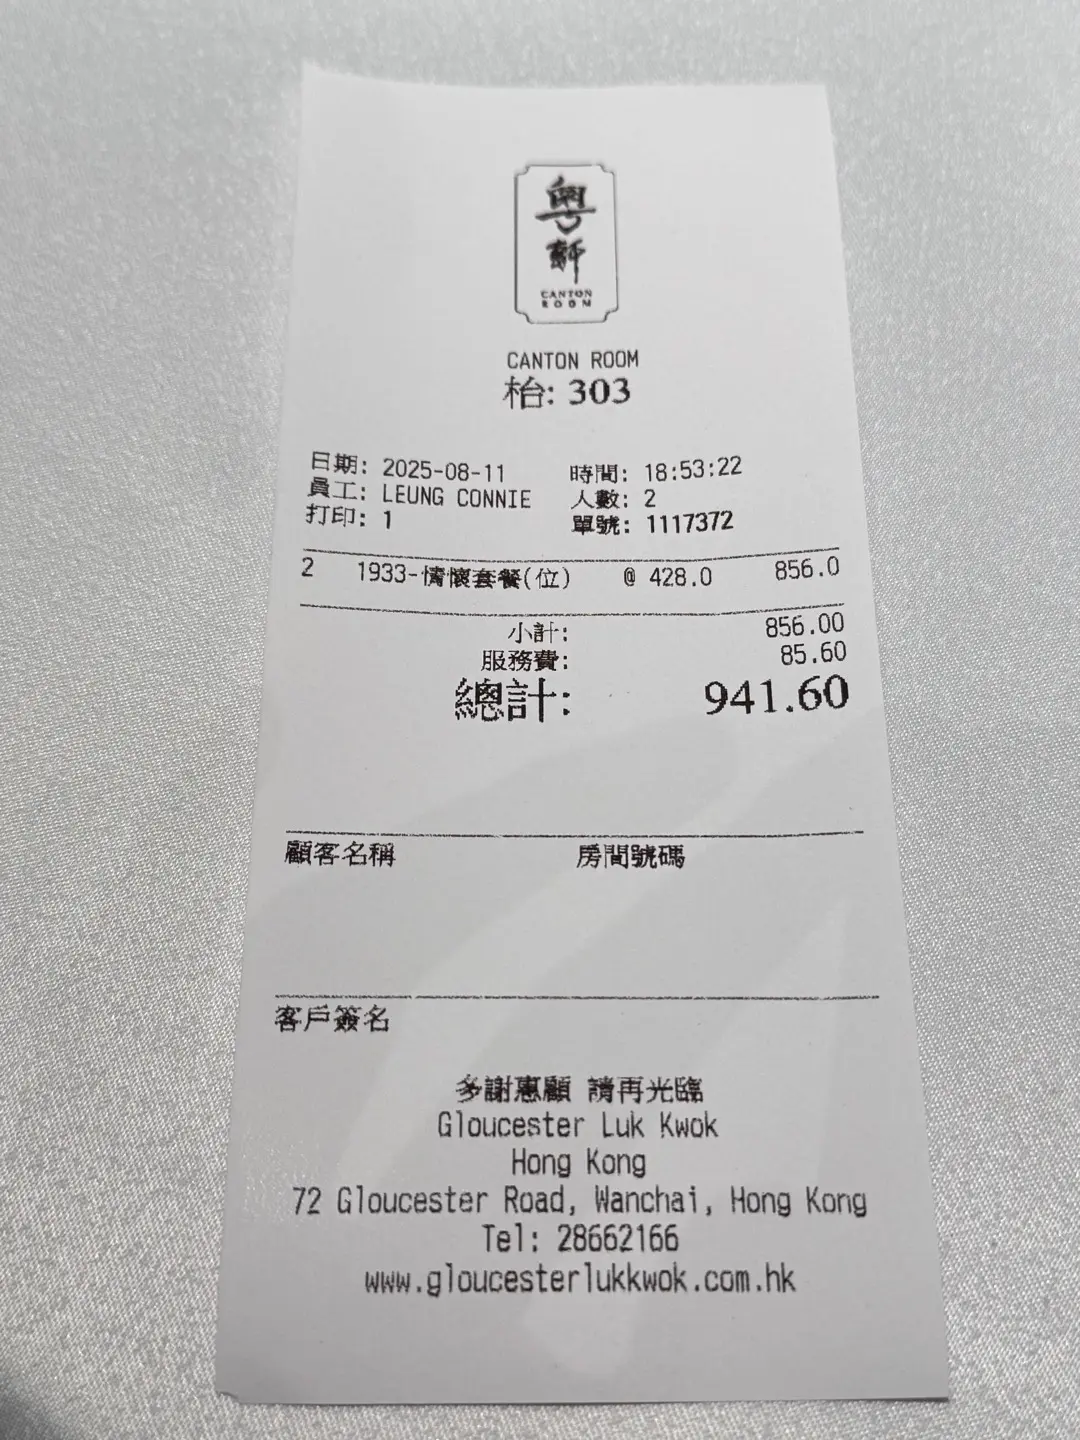 粵
軒
CANTON
ROOM
CANTON ROOM
枱: 303
日期: 2025-08-11 時間: 18:53:22
員工: LEUNG CONNIE 人數: 2
打印: 1 單號: 1117372
2 1933-情懷套餐(位) @ 428.0 856.0
小計: 856.00
服務費: 85.60
總計: 941.60
顧客名稱 房間號碼
客戶簽名
多謝惠顧 請再光臨
Gloucester Luk Kwok
Hong Kong
72 Gloucester Road, Wanchai, Hong Kong
Tel: 28662166
www.gloucesterlukkwok.com.hk